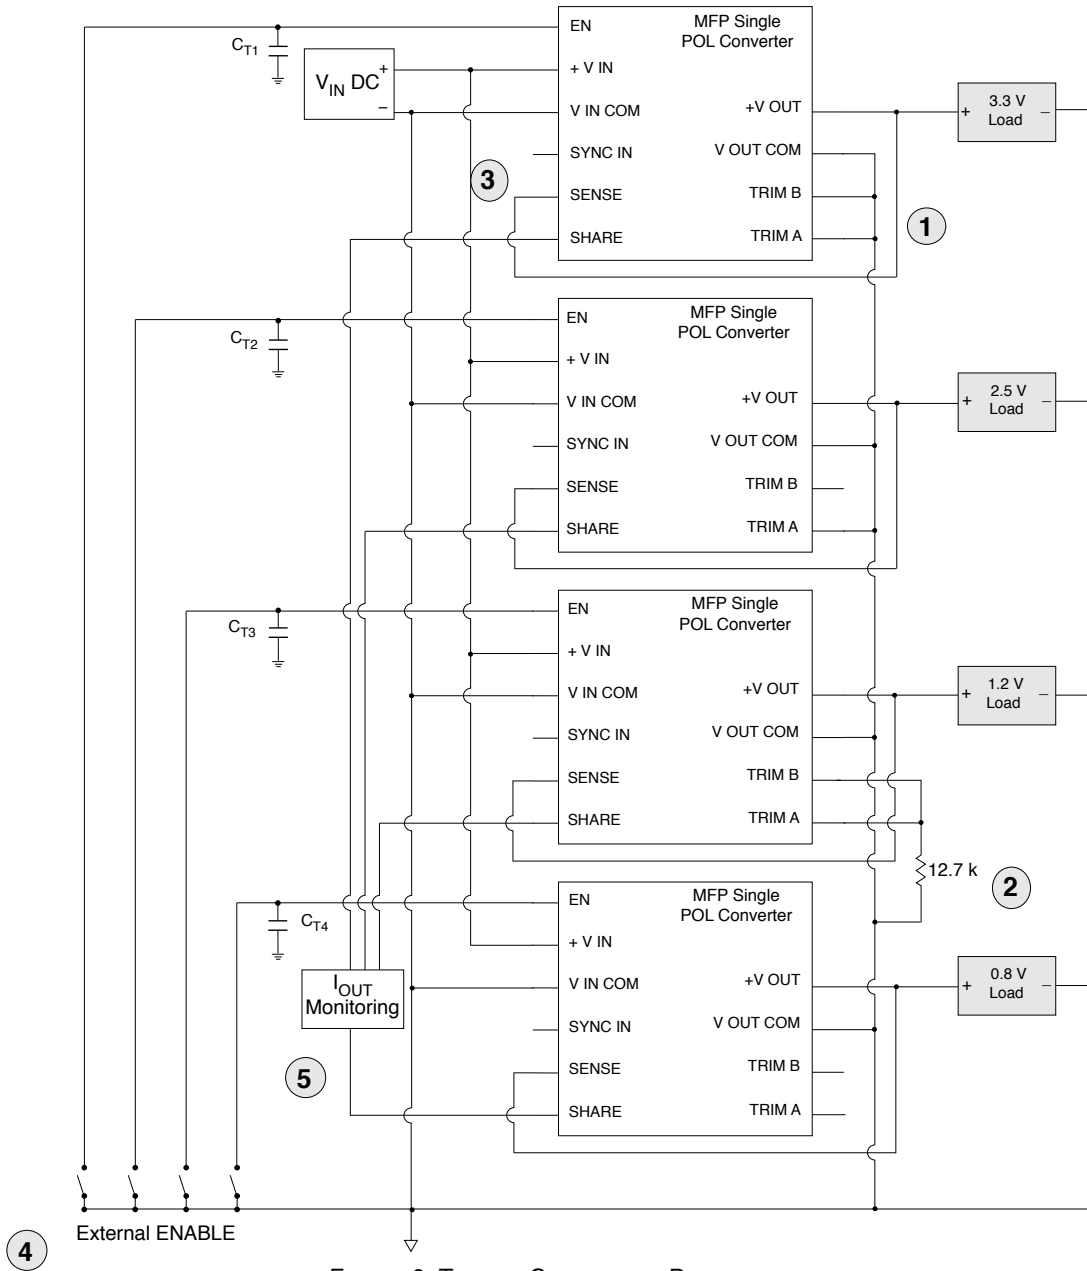 EN
MFP Single
POL Converter
CT1
VIN DC
+
–
+ V IN
V IN COM
+V OUT
+ 3.3 V –
Load
SYNC IN
V OUT COM
3
SENSE
TRIM B
SHARE
TRIM A
1
EN
MFP Single
POL Converter
CT2
+ V IN
V IN COM
+V OUT
+ 2.5 V –
Load
SYNC IN
V OUT COM
SENSE
TRIM B
SHARE
TRIM A
EN
MFP Single
POL Converter
CT3
+ V IN
V IN COM
+V OUT
+ 1.2 V –
Load
SYNC IN
V OUT COM
SENSE
TRIM B
SHARE
TRIM A
12.7 k
2
EN
MFP Single
POL Converter
CT4
+ V IN
V IN COM
+V OUT
+ 0.8 V –
Load
IOUT
Monitoring
SYNC IN
V OUT COM
SENSE
TRIM B
5
SHARE
TRIM A
External ENABLE
4